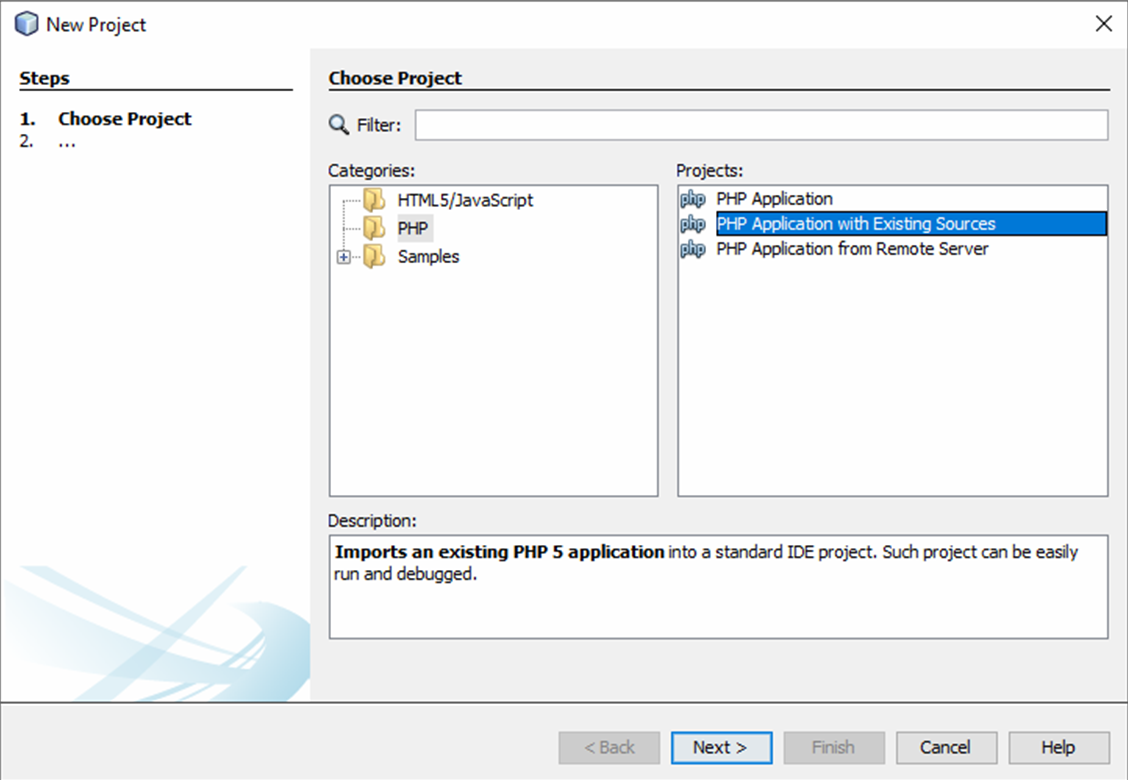 New Project
Steps
1. Choose Project
2. ...
Choose Project
Filter:
Categories:
HTML5/JavaScript
PHP
Samples
Projects:
php PHP Application
php PHP Application with Existing Sources
php PHP Application from Remote Server
Description:
Imports an existing PHP 5 application into a standard IDE project. Such project can be easily
run and debugged.
< Back
Next >
Finish
Cancel
Help